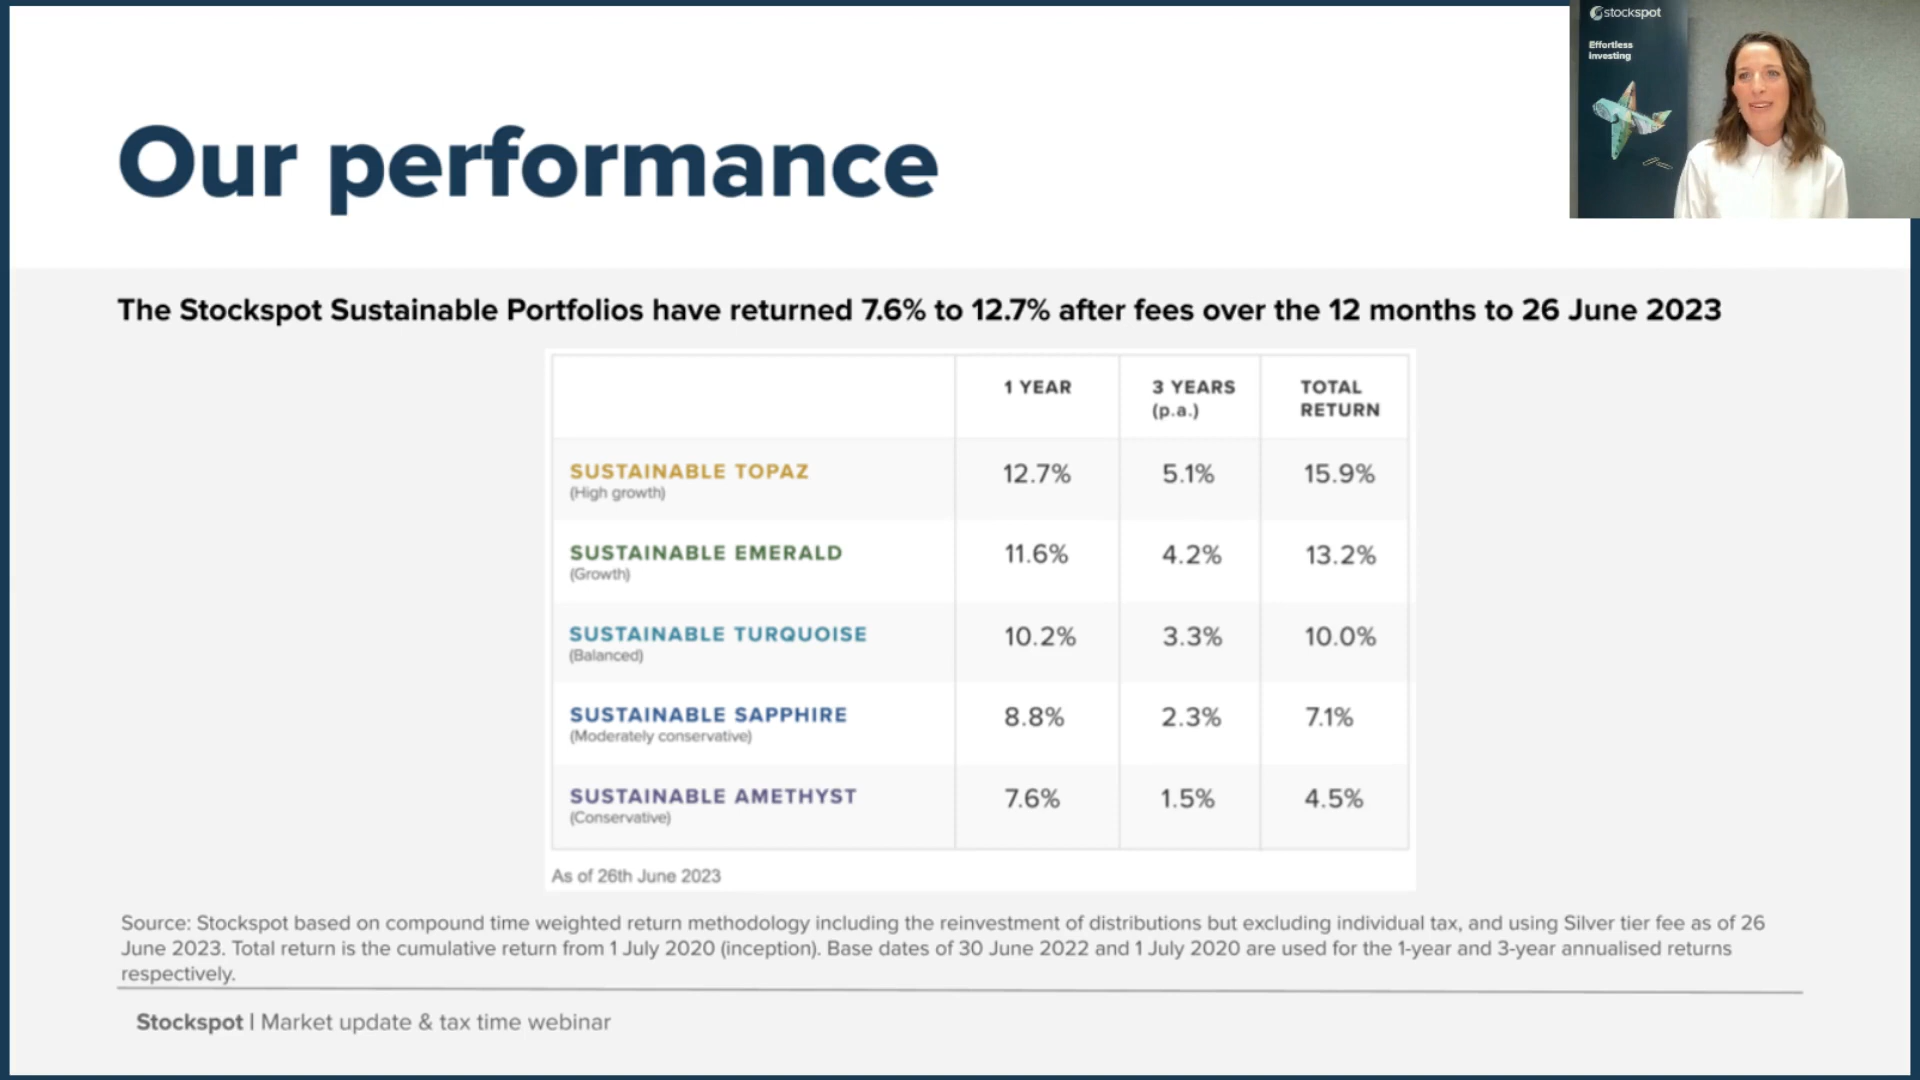 stockspot
Effortless
Investing
Our performance
The Stockspot Sustainable Portfolios have returned 7.6% to 12.7% after fees over the 12 months to 26 June 2023
1 YEAR
3 YEARS
(p.a.)
TOTAL
RETURN
SUSTAINABLE TOPAZ
(High growth)
12.7%
5.1%
15.9%
SUSTAINABLE EMERALD
(Growth)
11.6%
4.2%
13.2%
SUSTAINABLE TURQUOISE
(Balanced)
10.2%
3.3%
10.0%
SUSTAINABLE SAPPHIRE
(Moderately conservative)
8.8%
2.3%
7.1%
SUSTAINABLE AMETHYST
(Conservative)
7.6%
1.5%
4.5%
As of 26th June 2023
Source: Stockspot based on compound time weighted return methodology including the reinvestment of distributions but excluding individual tax, and using Silver tier fee as of 26
June 2023. Total return is the cumulative return from 1 July 2020 (inception). Base dates of 30 June 2022 and 1 July 2020 are used for the 1-year and 3-year annualised returns
respectively.
Stockspot | Market update & tax time webinar